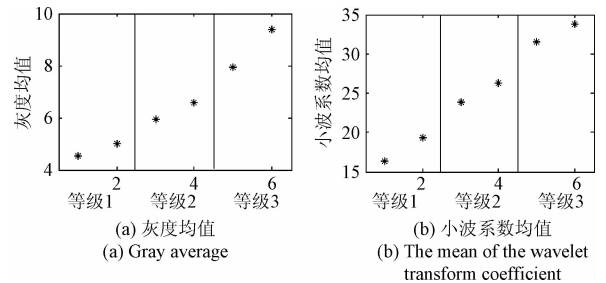 10
8
6
4
灰度均值
2
4
6
等级1
等级2
等级3
(a) 灰度均值
(a) Gray average
35
30
25
20
15
小波系数均值
2
4
6
等级1
等级2
等级3
(b) 小波系数均值
(b) The mean of the wavelet
transform coefficient